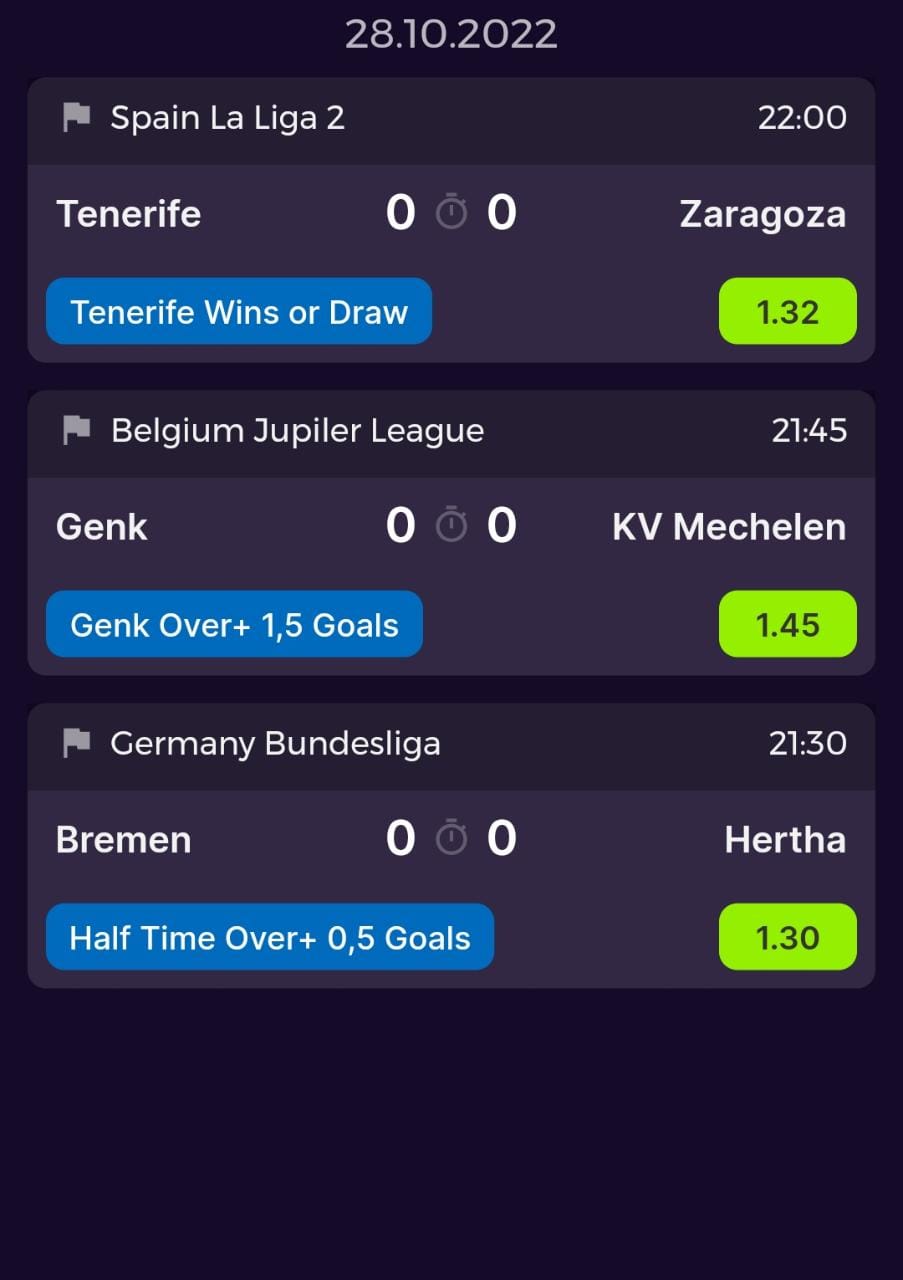 28.10.2022
Spain La Liga 2 22:00
Tenerife 0 0 Zaragoza
Tenerife Wins or Draw 1.32
Belgium Jupiler League 21:45
Genk 0 0 KV Mechelen
Genk Over+ 1,5 Goals 1.45
Germany Bundesliga 21:30
Bremen 0 0 Hertha
Half Time Over+ 0,5 Goals 1.30